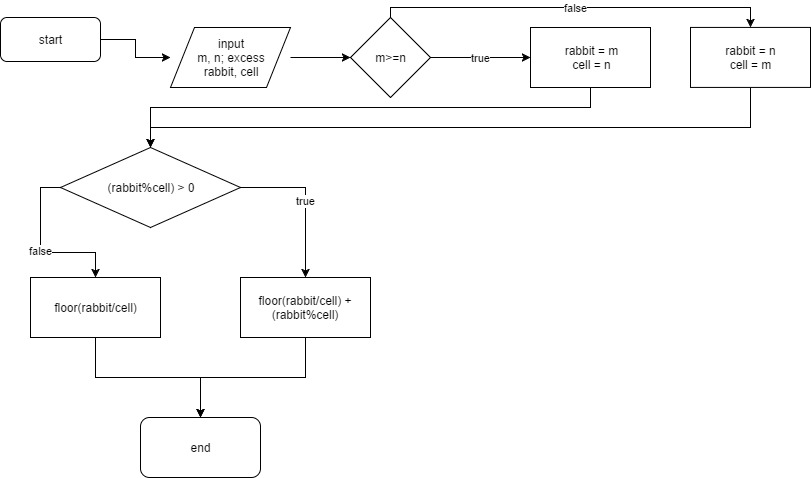 false
start
input
m, n; excess
rabbit, cell
m>=n
true
rabbit = m
cell = n
rabbit = n
cell = m
(rabbit%cell) > 0
true
false
floor(rabbit/cell)
floor(rabbit/cell) +
(rabbit%cell)
end